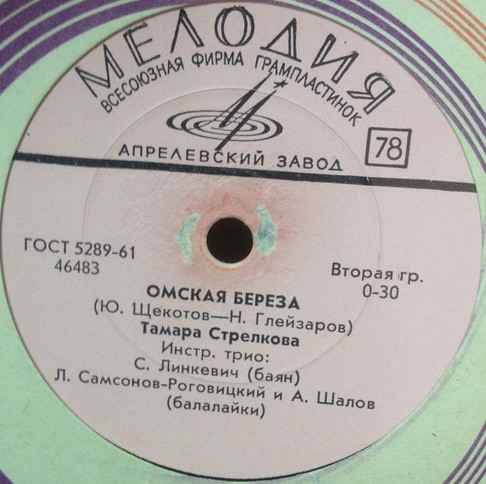 МЕЛОДИЯ
ВСЕСОЮЗНАЯ ФИРМА ГРАМПЛАСТИНОК
АПРЕЛЕВСКИЙ ЗАВОД
78
ГОСТ 5289-61
46483
Вторая гр.
0-30
ОМСКАЯ БЕРЕЗА
(Ю. Щекотов—Н. Глейзаров)
Тамара Стрелкова
Инстр. трио:
С. Линкевич (баян)
Л. Самсонов-Роговицкий и А. Шалов
(балалайки)